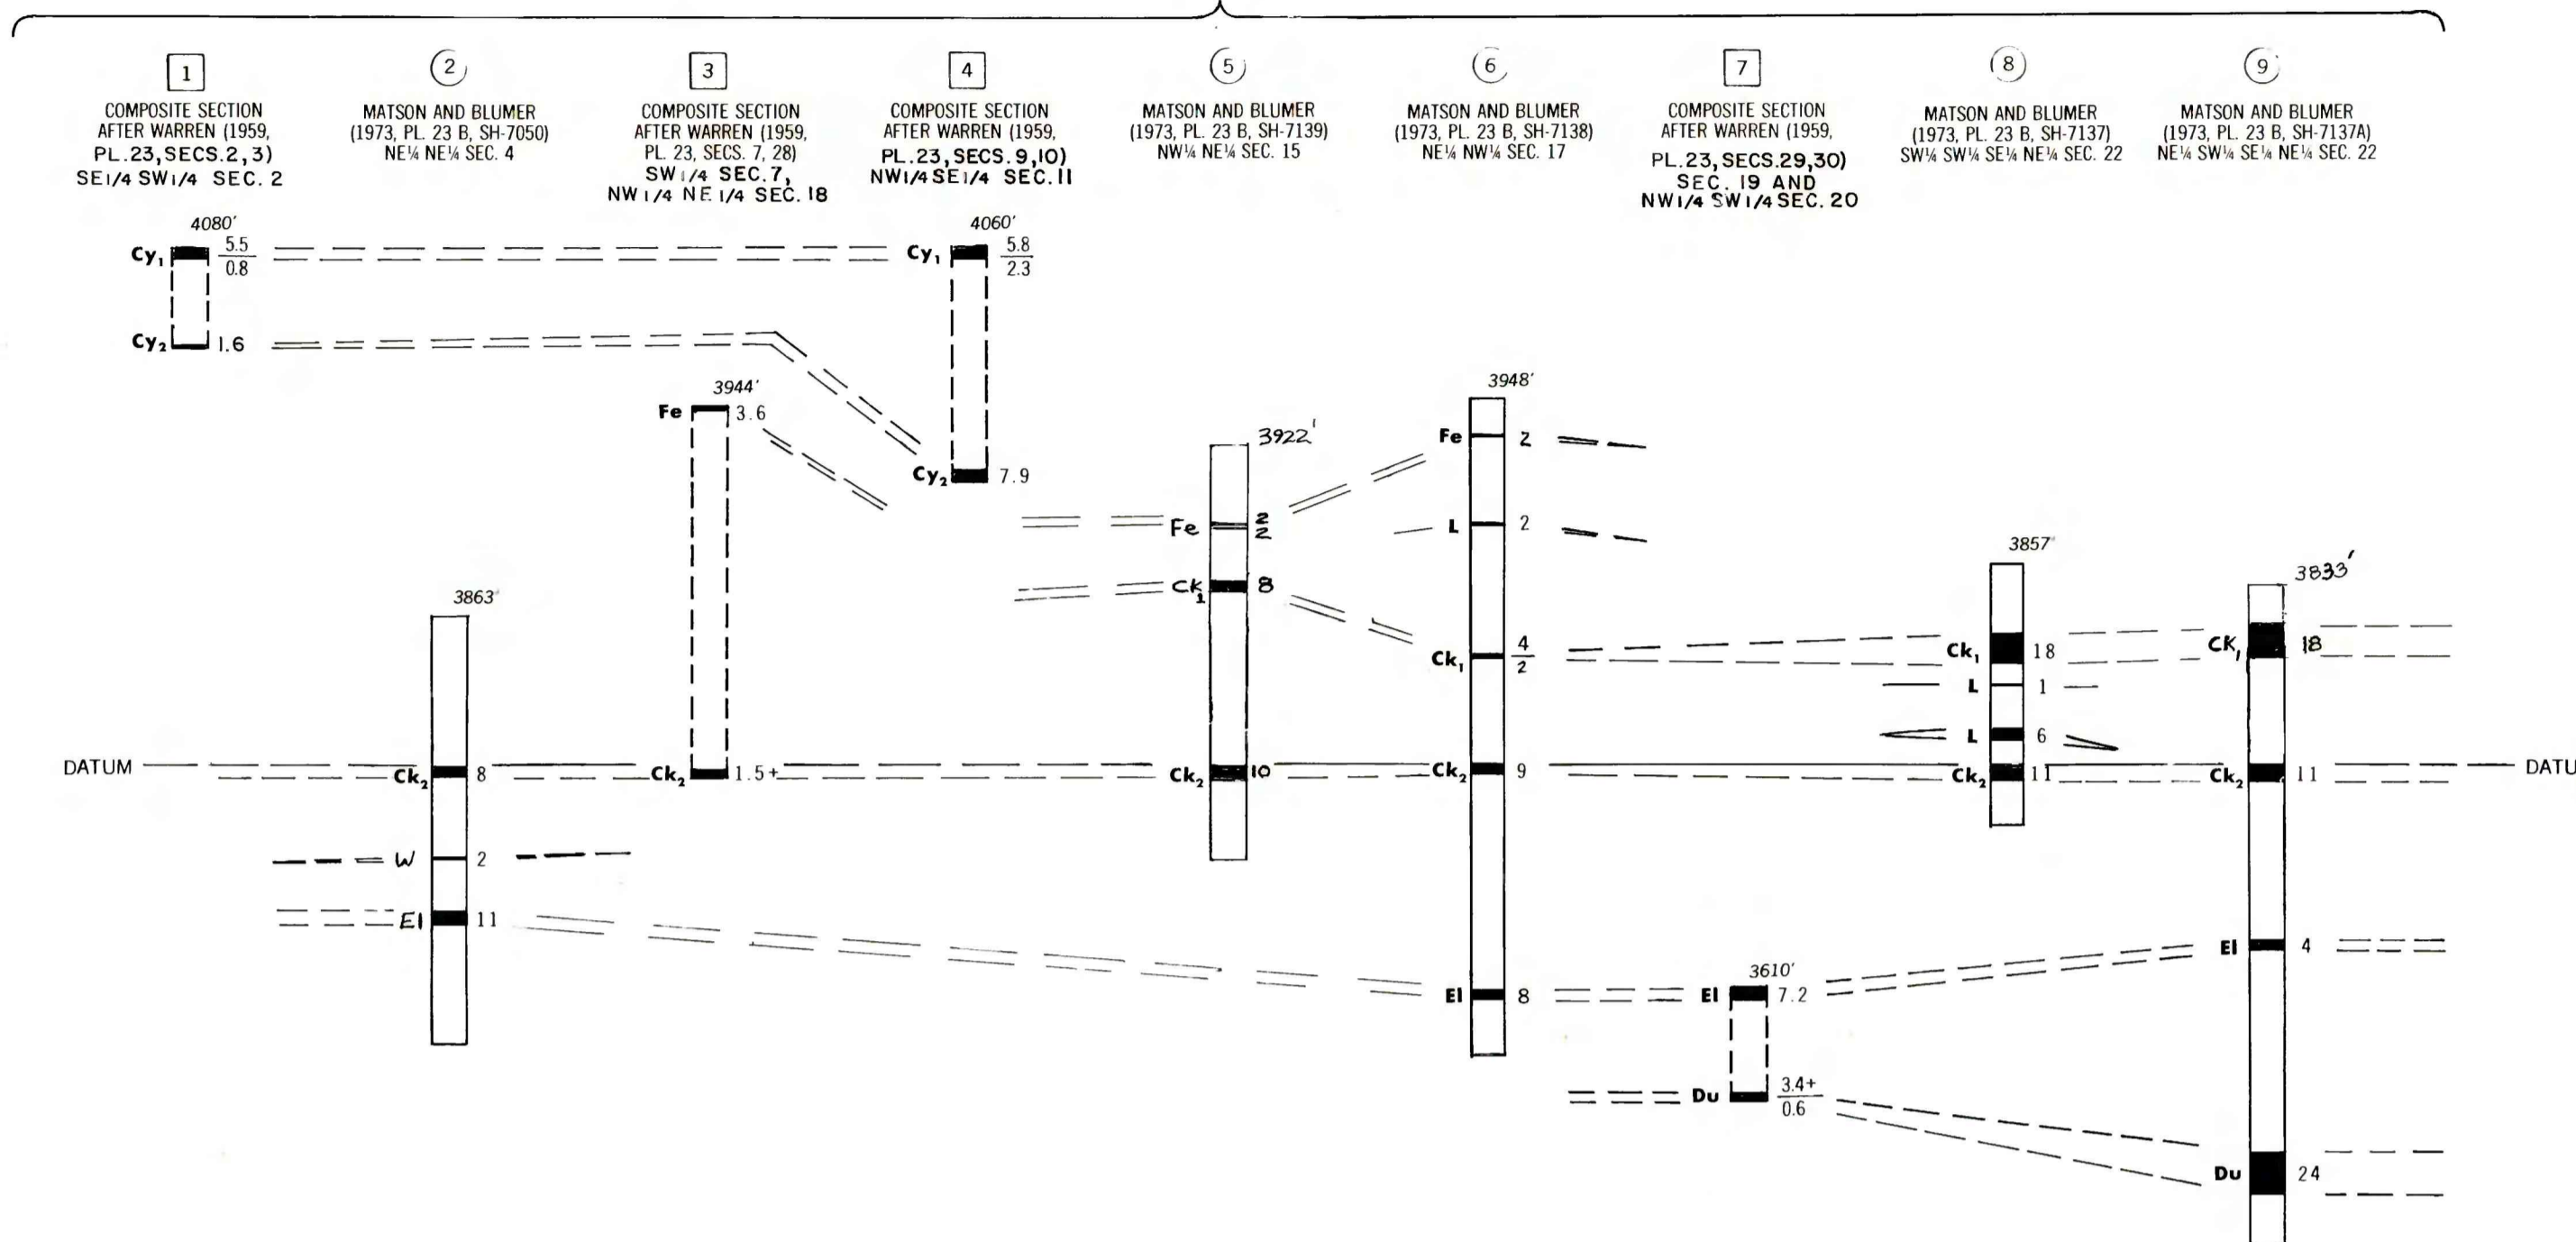 1
COMPOSITE SECTION
AFTER WARREN (1959,
PL.23,SECS.2,3)
SE1/4 SW1/4 SEC. 2
2
MATSON AND BLUMER
(1973, PL. 23 B, SH-7050)
NE¼ NE¼ SEC. 4
3
COMPOSITE SECTION
AFTER WARREN (1959,
PL. 23, SECS. 7, 28)
SW1/4 SEC.7,
NW1/4 NE1/4 SEC. 18
4
COMPOSITE SECTION
AFTER WARREN (1959,
PL.23,SECS.9,10)
NW1/4SE1/4 SEC.11
5
MATSON AND BLUMER
(1973, PL. 23 B, SH-7139)
NW¼ NE¼ SEC. 15
6
MATSON AND BLUMER
(1973, PL. 23 B, SH-7138)
NE¼ NW¼ SEC. 17
7
COMPOSITE SECTION
AFTER WARREN (1959,
PL.23,SECS.29,30)
SEC. 19 AND
NW1/4 SW1/4SEC. 20
8
MATSON AND BLUMER
(1973, PL. 23 B, SH-7137)
SW¼ SW¼ SE¼ NE¼ SEC. 22
9
MATSON AND BLUMER
(1973, PL. 23 B, SH-7137A)
NE¼ SW¼ SE¼ NE¼ SEC. 22
4080'
Cy₁ 5.5
0.8
Cy₂ 1.6
3863'
Ck₂ 8
W 2
El 11
3944'
Fe 3.6
Ck₂ 1.5+
4060'
Cy₁ 5.8
2.3
Cy₂ 7.9
3922'
Fe 2
2
CK₁ 8
Ck₂ 10
3948'
Fe 2
L 2
Ck₁ 4
2
Ck₂ 9
El 8
3610'
El 7.2
Du 3.4+
0.6
3857'
Ck₁ 18
L 1
L 6
Ck₂ 11
3833'
CK₁ 18
Ck₂ 11
El 4
Du 24
DATUM
DATU